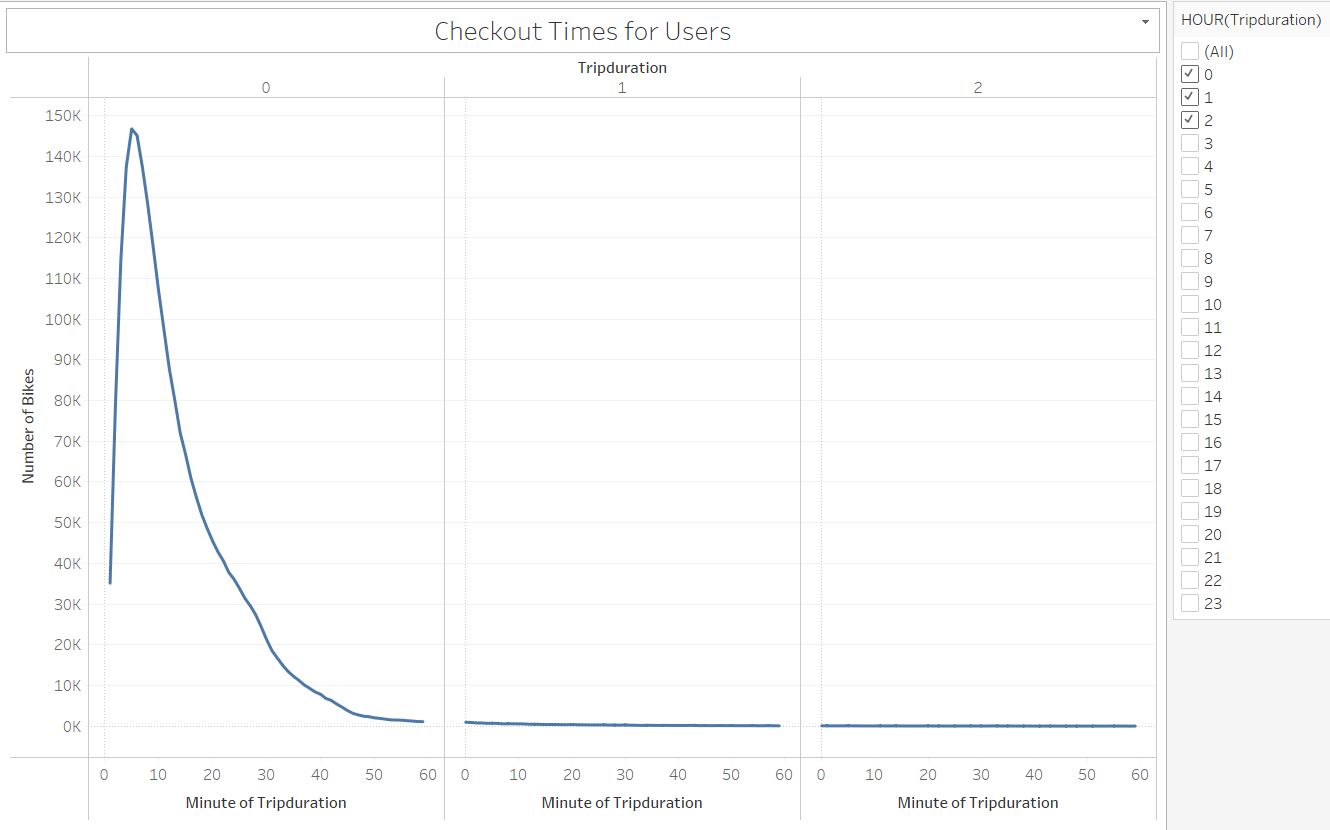 Checkout Times for Users
Tripduration
0 1 2
150K
140K
130K
120K
110K
100K
90K
80K
70K
60K
50K
40K
30K
20K
10K
0K
Number of Bikes
0 10 20 30 40 50 60 0 10 20 30 40 50 60 0 10 20 30 40 50 60
Minute of Tripduration Minute of Tripduration Minute of Tripduration
HOUR(Tripduration)
(All)
0
1
2
3
4
5
6
7
8
9
10
11
12
13
14
15
16
17
18
19
20
21
22
23